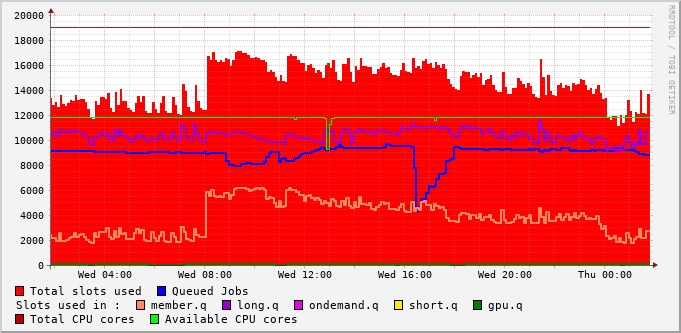 20000
18000
16000
14000
12000
10000
8000
6000
4000
2000
0
Wed 04:00 Wed 08:00 Wed 12:00 Wed 16:00 Wed 20:00 Thu 00:00
RRDTOOL / TOBI OETIKER
Total slots used Queued Jobs
Slots used in : member.q long.q ondemand.q short.q gpu.q
Total CPU cores Available CPU cores